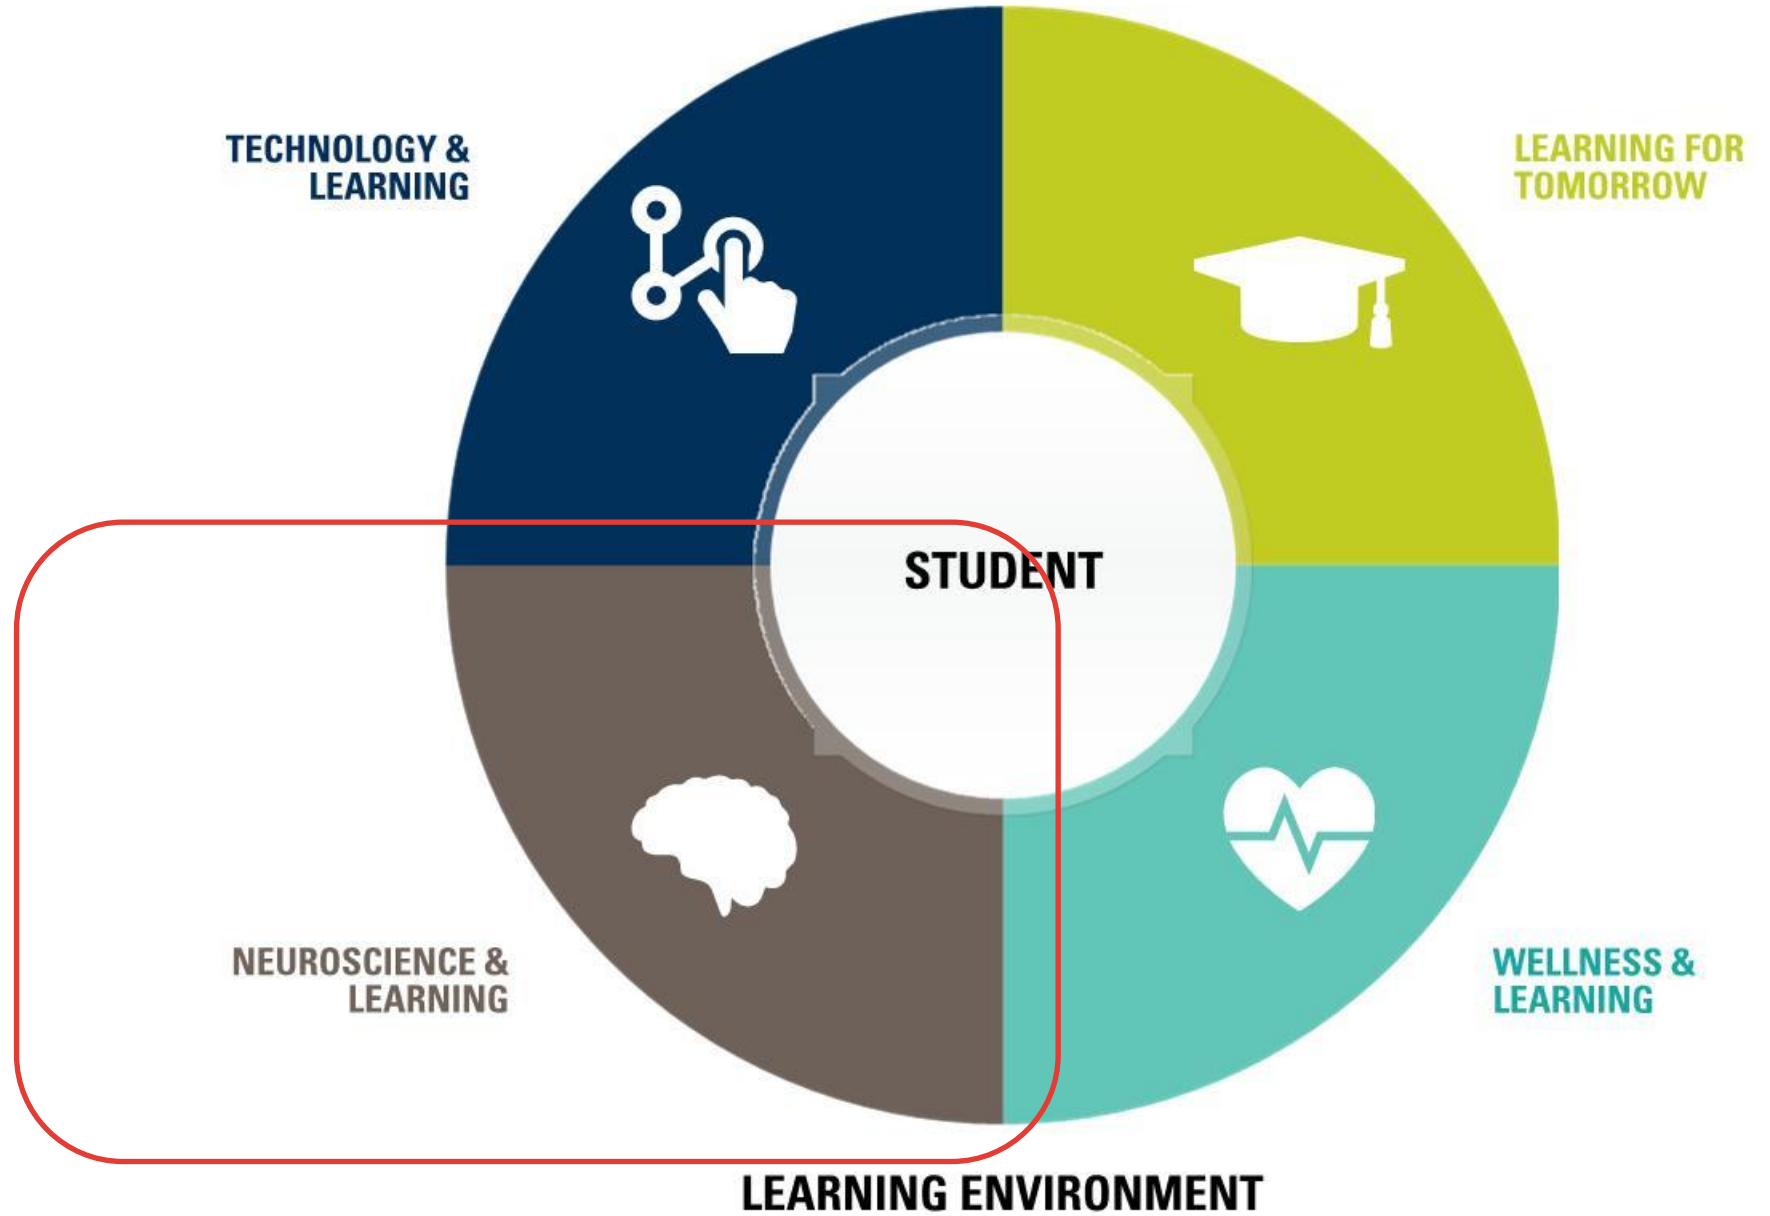 TECHNOLOGY &
LEARNING
LEARNING FOR
TOMORROW
STUDENT
NEUROSCIENCE &
LEARNING
WELLNESS &
LEARNING
LEARNING ENVIRONMENT